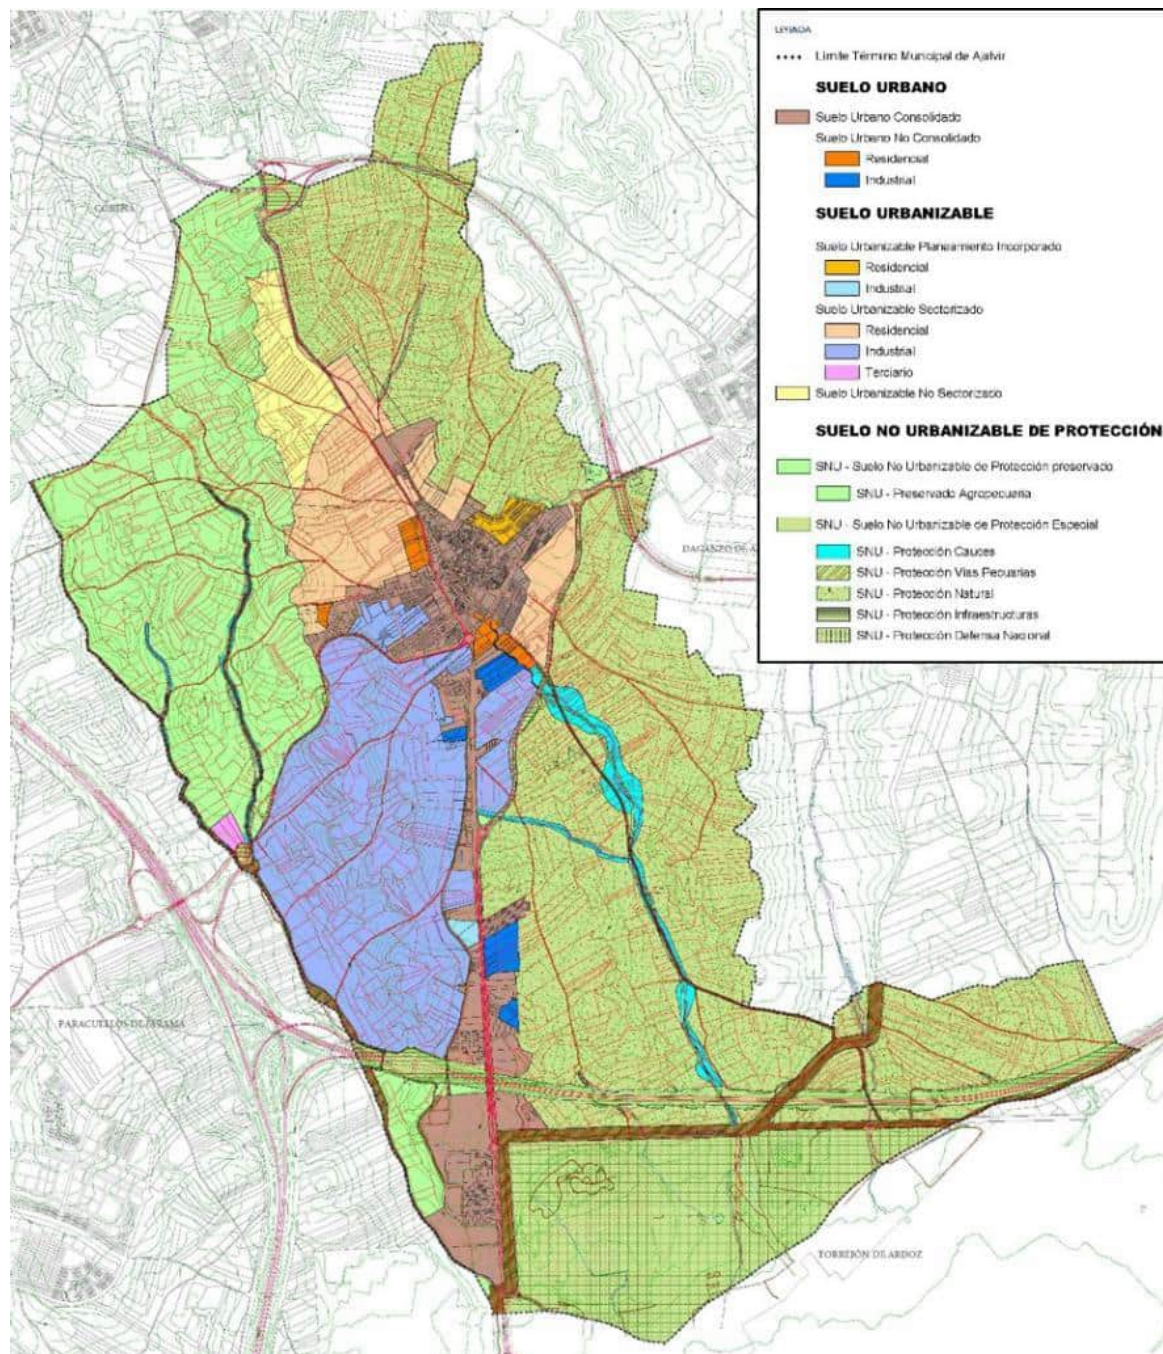 LEYENDA
Límite Término Municipal de Ajalvir
SUELO URBANO
Suelo Urbano Consolidado
Suelo Urbano No Consolidado
Residencial
Industrial
SUELO URBANIZABLE
Suelo Urbanizable Planeamiento Incorporado
Residencial
Industrial
Suelo Urbanizable Sectorizado
Residencial
Industrial
Terciario
Suelo Urbanizable No Sectorizado
SUELO NO URBANIZABLE DE PROTECCIÓN
SNU - Suelo No Urbanizable de Protección preservado
SNU - Preservado Agropecuaria
SNU - Suelo No Urbanizable de Protección Especial
SNU - Protección Cauces
SNU - Protección Vías Pecuarias
SNU - Protección Natural
SNU - Protección Infraestructuras
SNU - Protección Defensa Nacional
COBEÑA
DAGANZO DE A
PARACUELLOS DE JARAMA
TORREJÓN DE ARDOZ